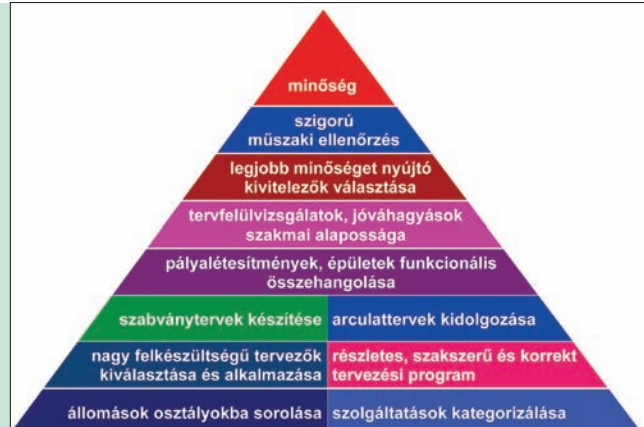 minőség
szigorú
műszaki ellenőrzés
legjobb minőséget nyújtó
kivitelezők választása
tervfelülvizsgálatok, jóváhagyások
szakmai alapossága
pályalétesítmények, épületek funkcionális
összehangolása
szabványtervek készítése
arculattervek kidolgozása
nagy felkészültségű tervezők
kiválasztása és alkalmazása
részletes, szakszerű és korrekt
tervezési program
állomások osztályokba sorolása
szolgáltatások kategorizálása